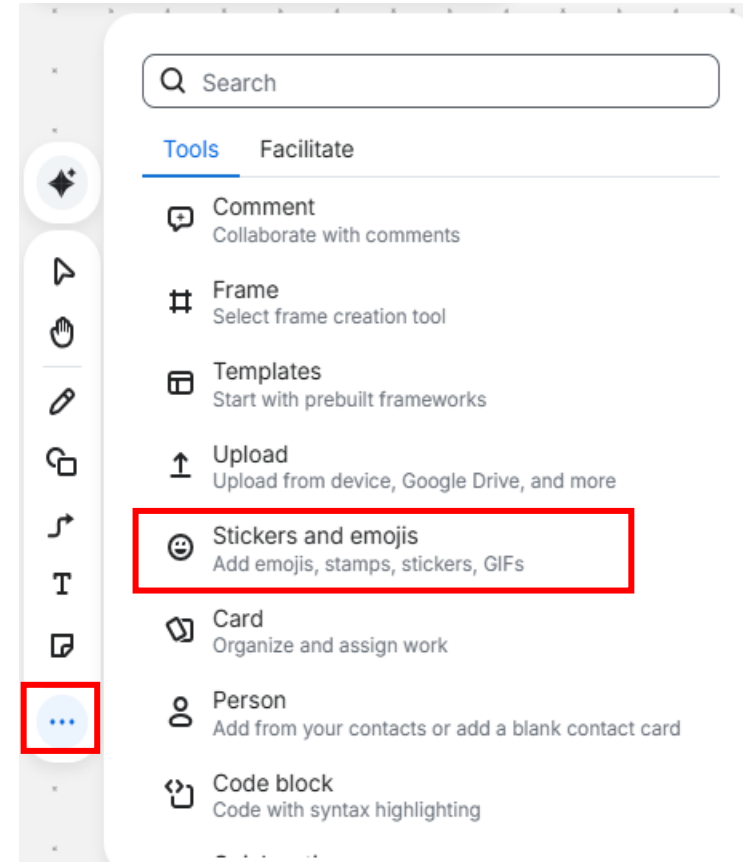 Search
Tools Facilitate
Comment
Collaborate with comments
Frame
Select frame creation tool
Templates
Start with prebuilt frameworks
Upload
Upload from device, Google Drive, and more
Stickers and emojis
Add emojis, stamps, stickers, GIFs
Card
Organize and assign work
Person
Add from your contacts or add a blank contact card
Code block
Code with syntax highlighting